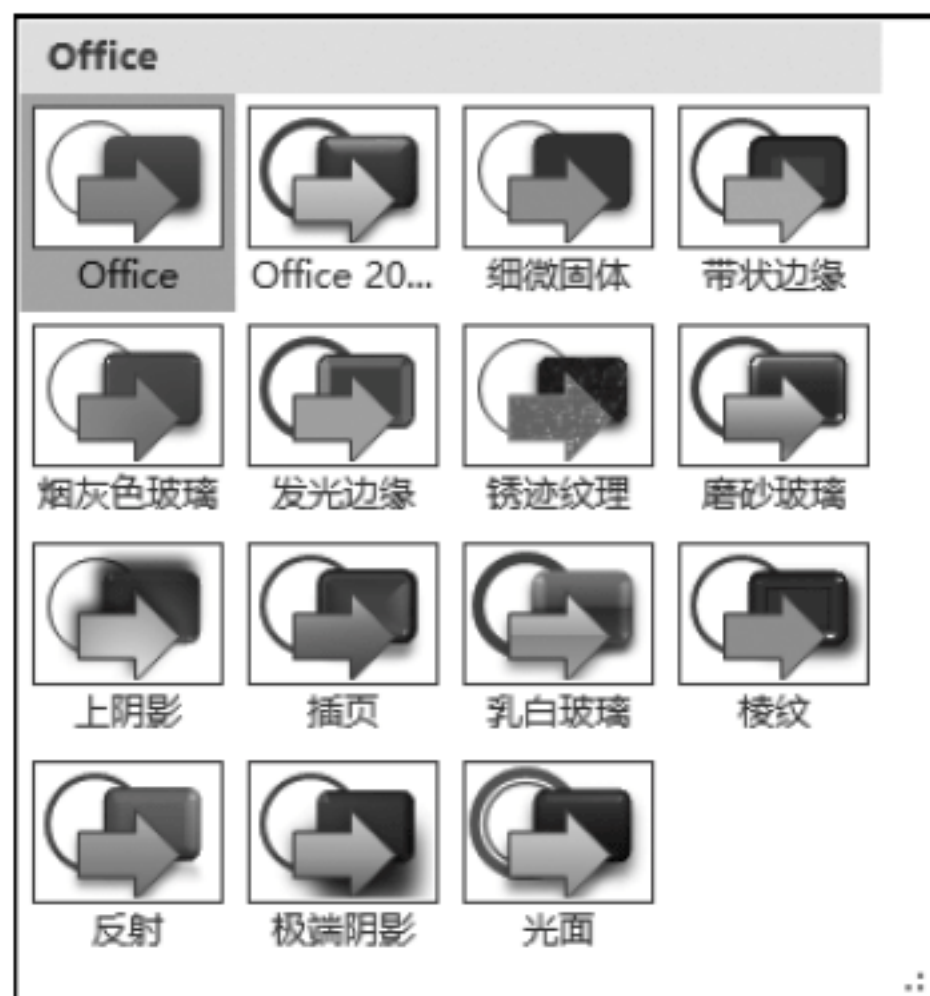 Office
Office
Office 20...
细微固体
带状边缘
烟灰色玻璃
发光边缘
锈迹纹理
磨砂玻璃
上阴影
插页
乳白玻璃
棱纹
反射
极端阴影
光面